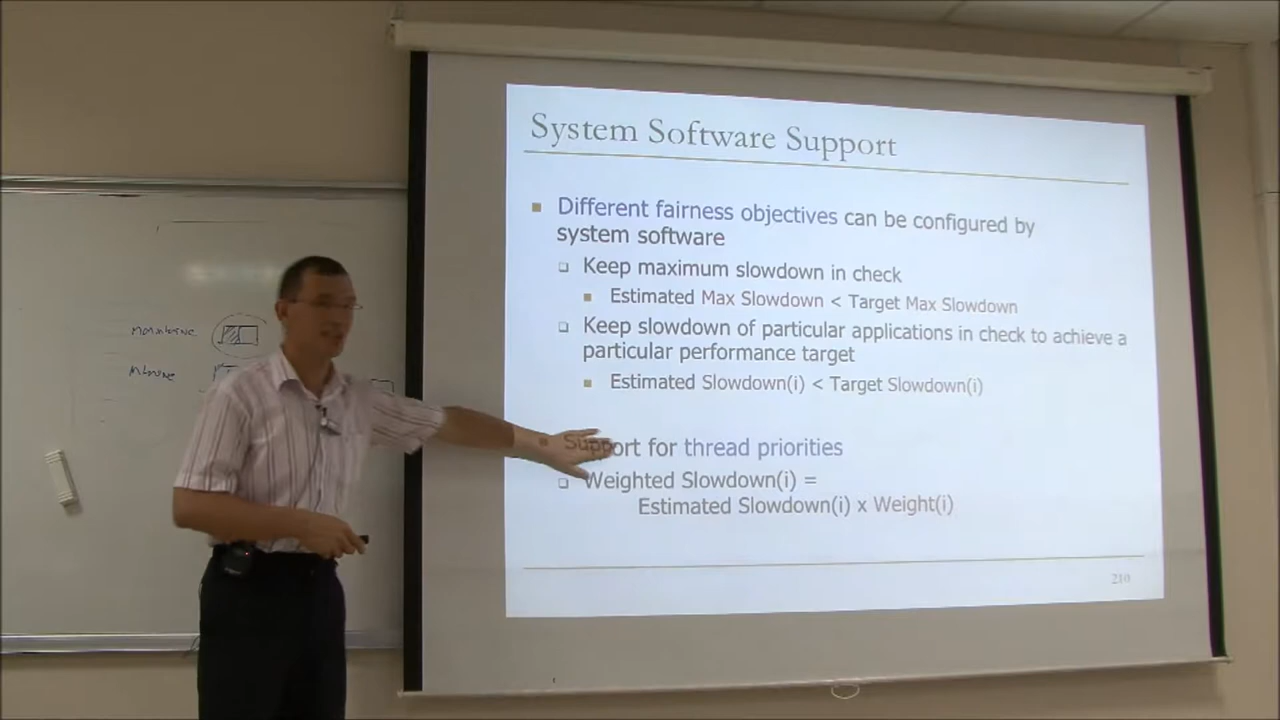 System Software Support
Different fairness objectives can be configured by
system software
Keep maximum slowdown in check
Estimated Max Slowdown < Target Max Slowdown
Keep slowdown of particular applications in check to achieve a
particular performance target
Estimated Slowdown(i) < Target Slowdown(i)
Support for thread priorities
Weighted Slowdown(i) =
Estimated Slowdown(i) x Weight(i)
210